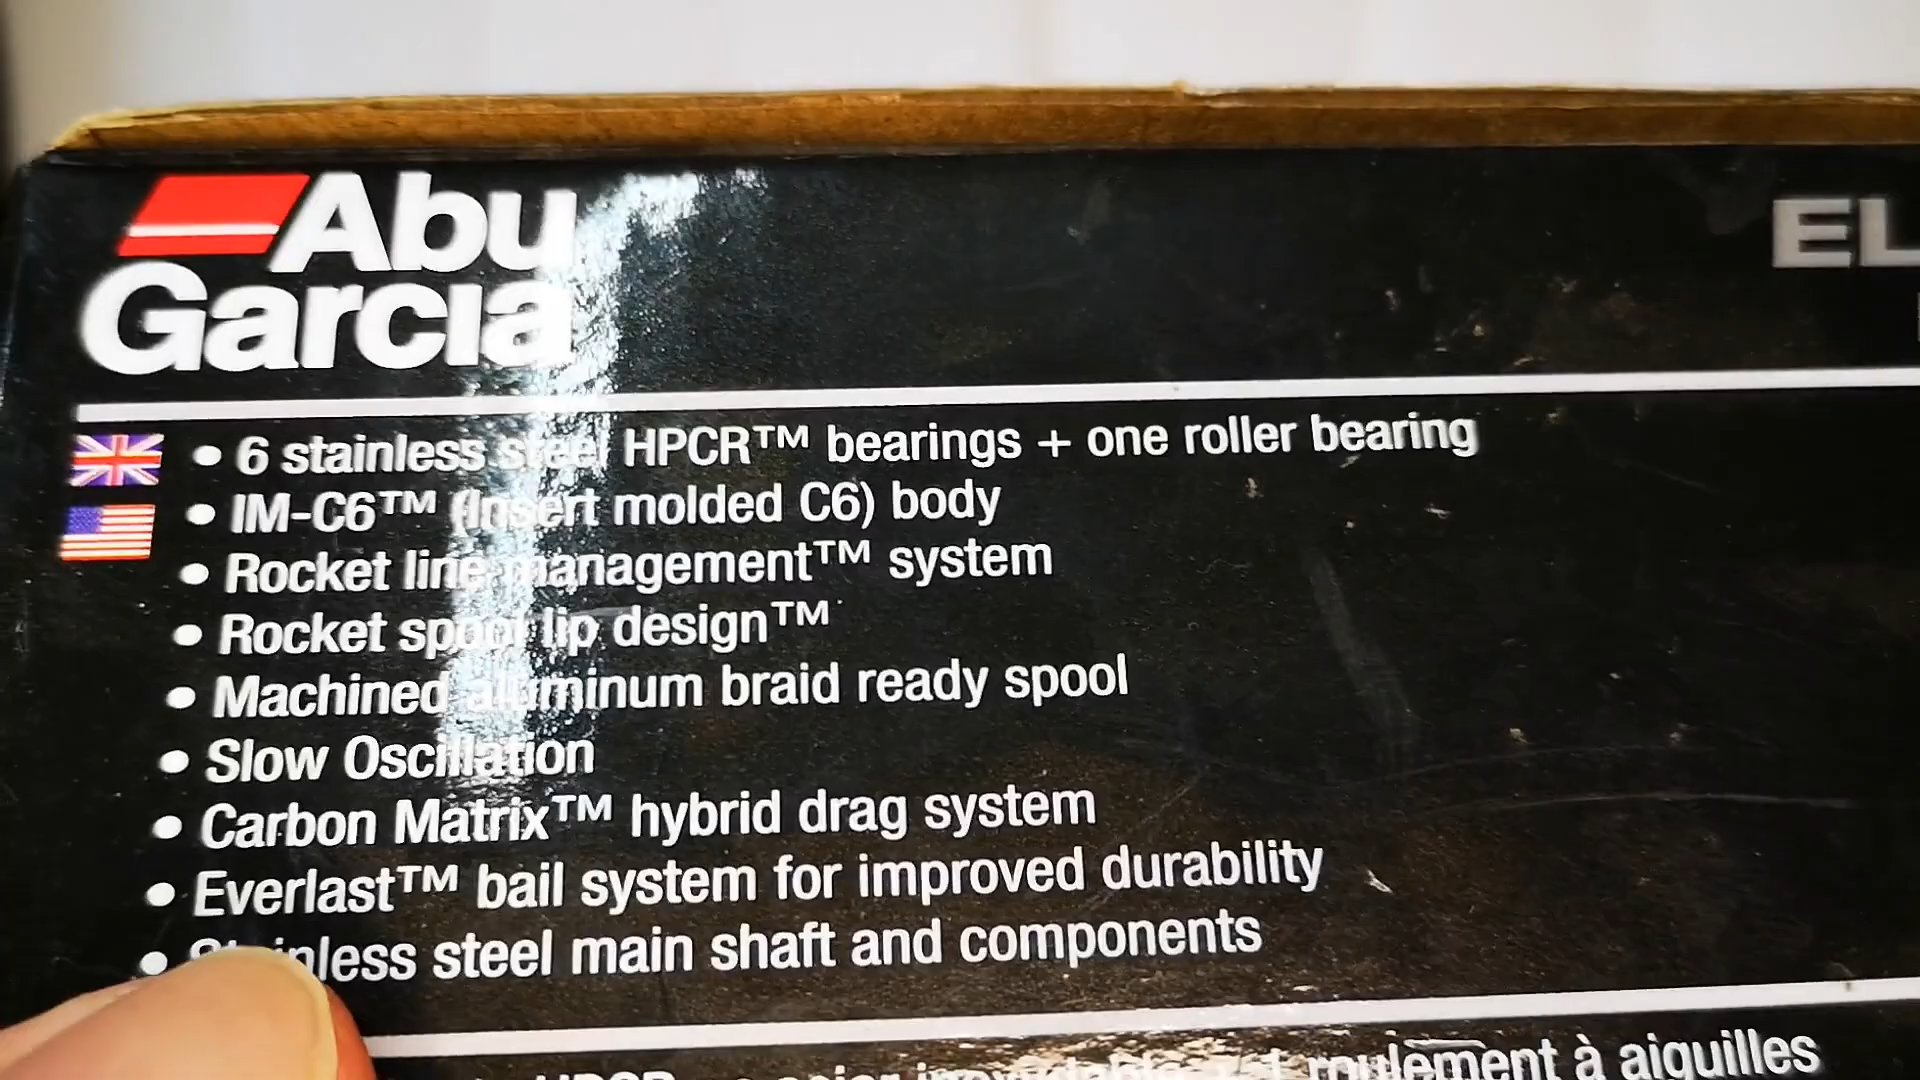 Abu
Garcia
EL
• 6 stainless steel HPCR™ bearings + one roller bearing
• IM-C6™ (Insert molded C6) body
• Rocket line management™ system
• Rocket spool lip design™
• Machined aluminum braid ready spool
• Slow Oscillation
• Carbon Matrix™ hybrid drag system
• Everlast™ bail system for improved durability
• Stainless steel main shaft and components
HPCR roulement à aiguilles